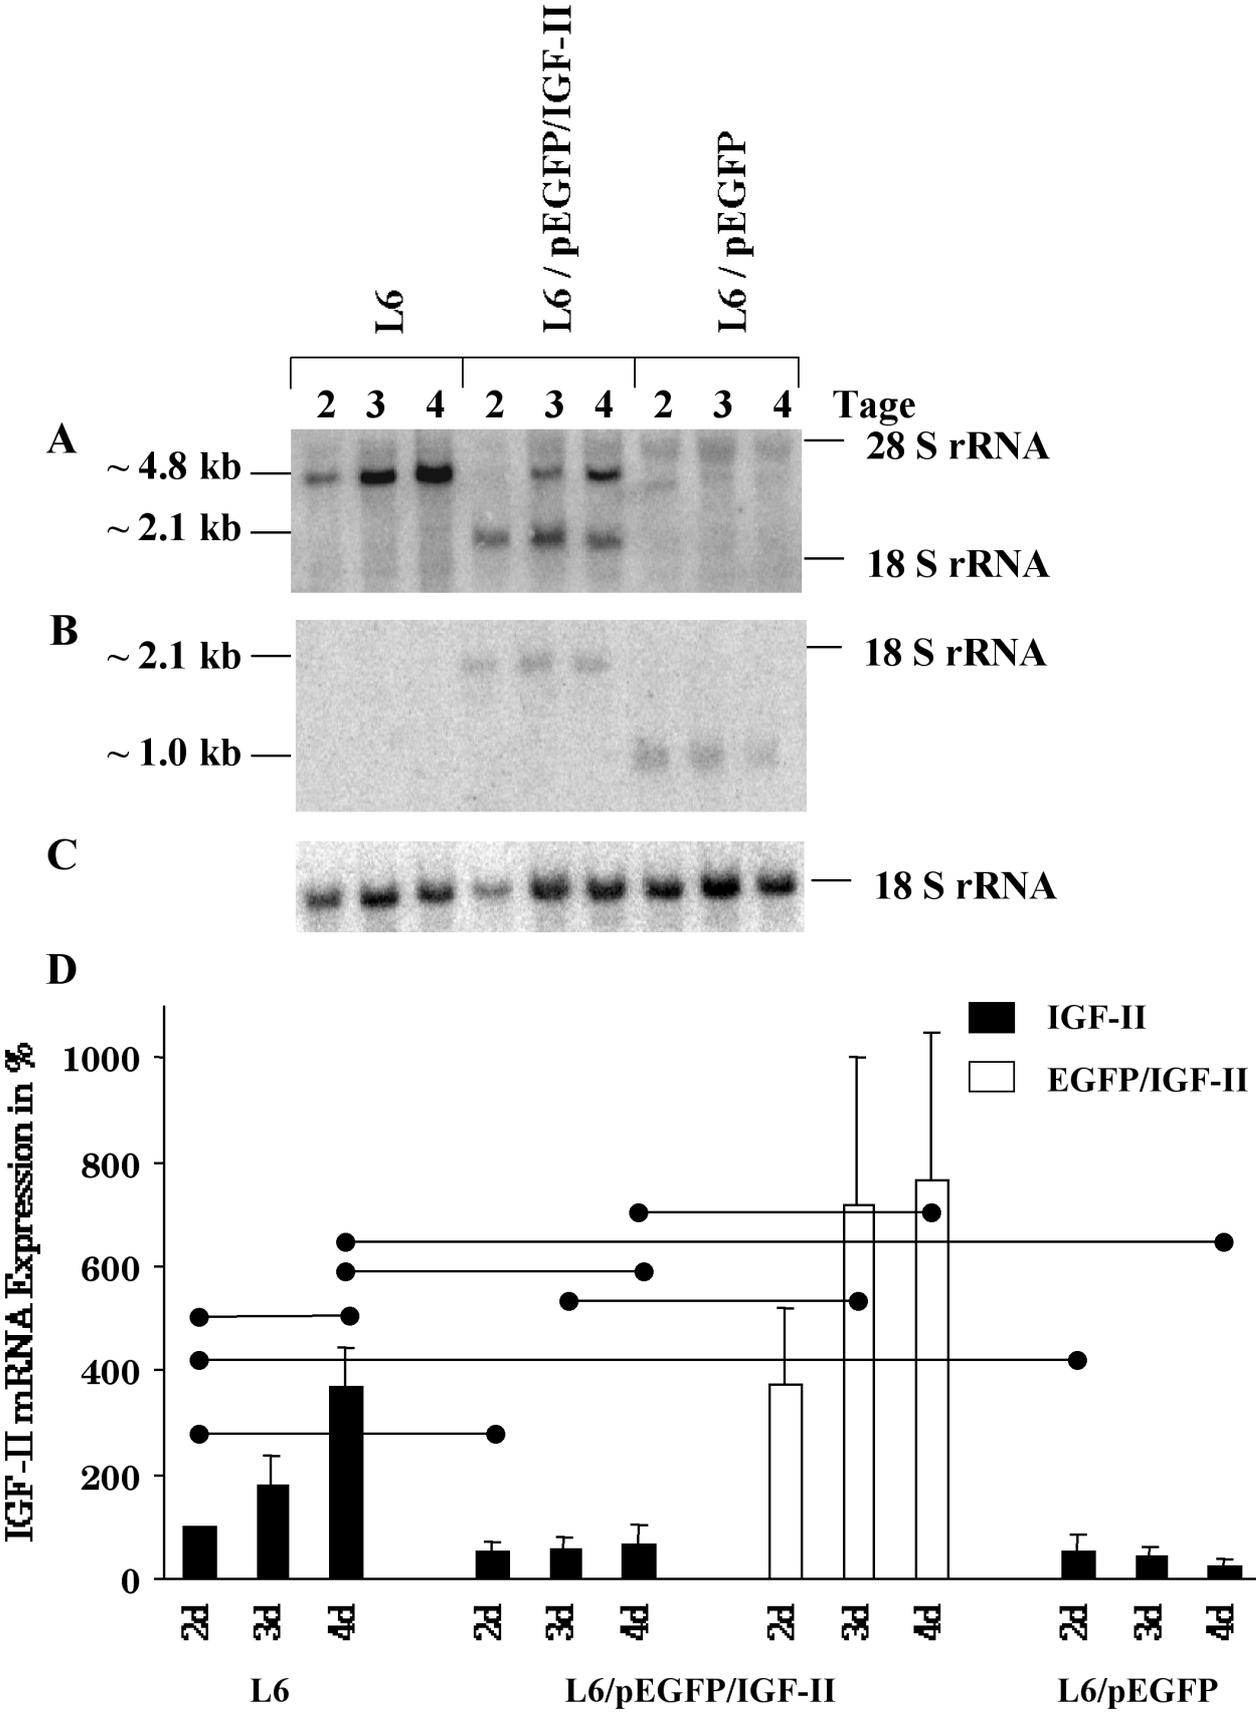 L6
L6 / pEGFP/IGF-II
L6 / pEGFP
2 3 4 2 3 4 2 3 4 Tage
A
28 S rRNA
~ 4.8 kb
~ 2.1 kb
18 S rRNA
B
~ 2.1 kb
18 S rRNA
~ 1.0 kb
C
18 S rRNA
D
IGF-II
EGFP/IGF-II
IGF-II mRNA Expression in %
1000
800
600
400
200
0
2d 3d 4d 2d 3d 4d 2d 3d 4d 2d 3d 4d
L6 L6/pEGFP/IGF-II L6/pEGFP